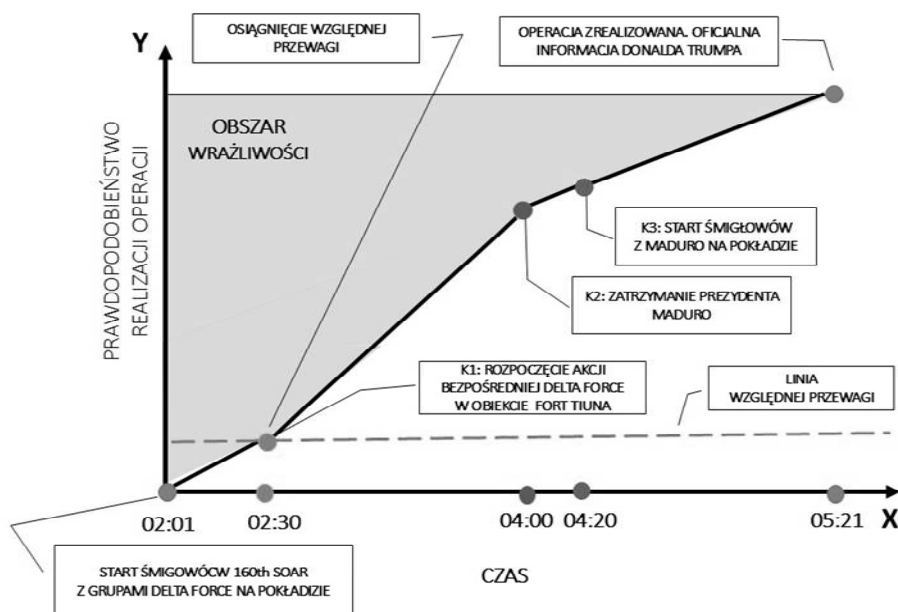 OSIĄGNIĘCIE WZGLĘDNEJ
PRZEWAGI
OPERACJA ZREALIZOWANA. OFICJALNA
INFORMACJA DONALDA TRUMPA
Y
PRAWDOPODOBIEŃSTWO
REALIZACJI OPERACJI
OBSZAR
WRAŻLIWOŚCI
K3: START ŚMIGŁOWÓW
Z MADURO NA POKŁADZIE
K2: ZATRZYMANIE PREZYDENTA
MADURO
K1: ROZPOCZĘCIE AKCJI
BEZPOŚREDNIEJ DELTA FORCE
W OBIEKCIE FORT TIUNA
LINIA
WZGLĘDNEJ PRZEWAGI
02:01
02:30
04:00
04:20
05:21
X
START ŚMIGOWÓCW 160th SOAR
Z GRUPAMI DELTA FORCE NA POKŁADIZIE
CZAS